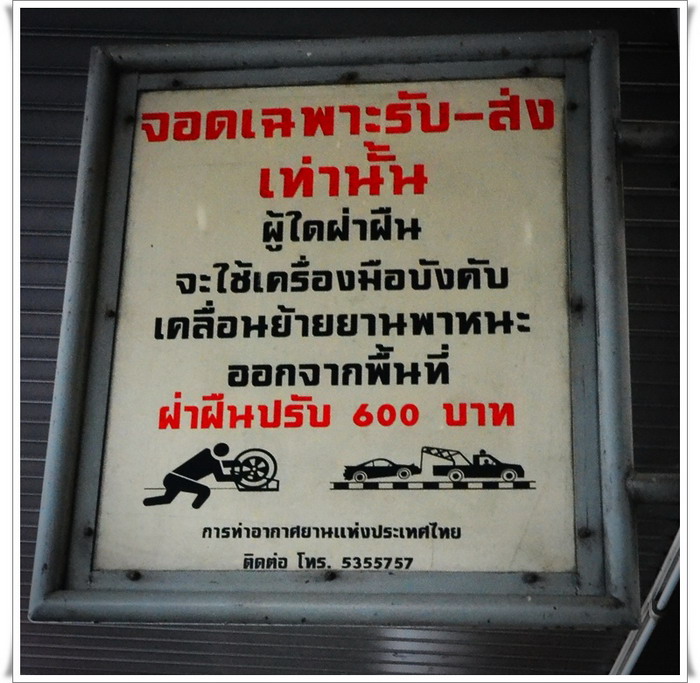 จอดเฉพาะรับ-ส่ง
เท่านั้น
ผู้ใดฝ่าฝืน
จะใช้เครื่องมือบังคับ
เคลื่อนย้ายยานพาหนะ
ออกจากพื้นที่
ฝ่าฝืนปรับ 600 บาท
การท่าอากาศยานแห่งประเทศไทย
ติดต่อ โทร. 5355757